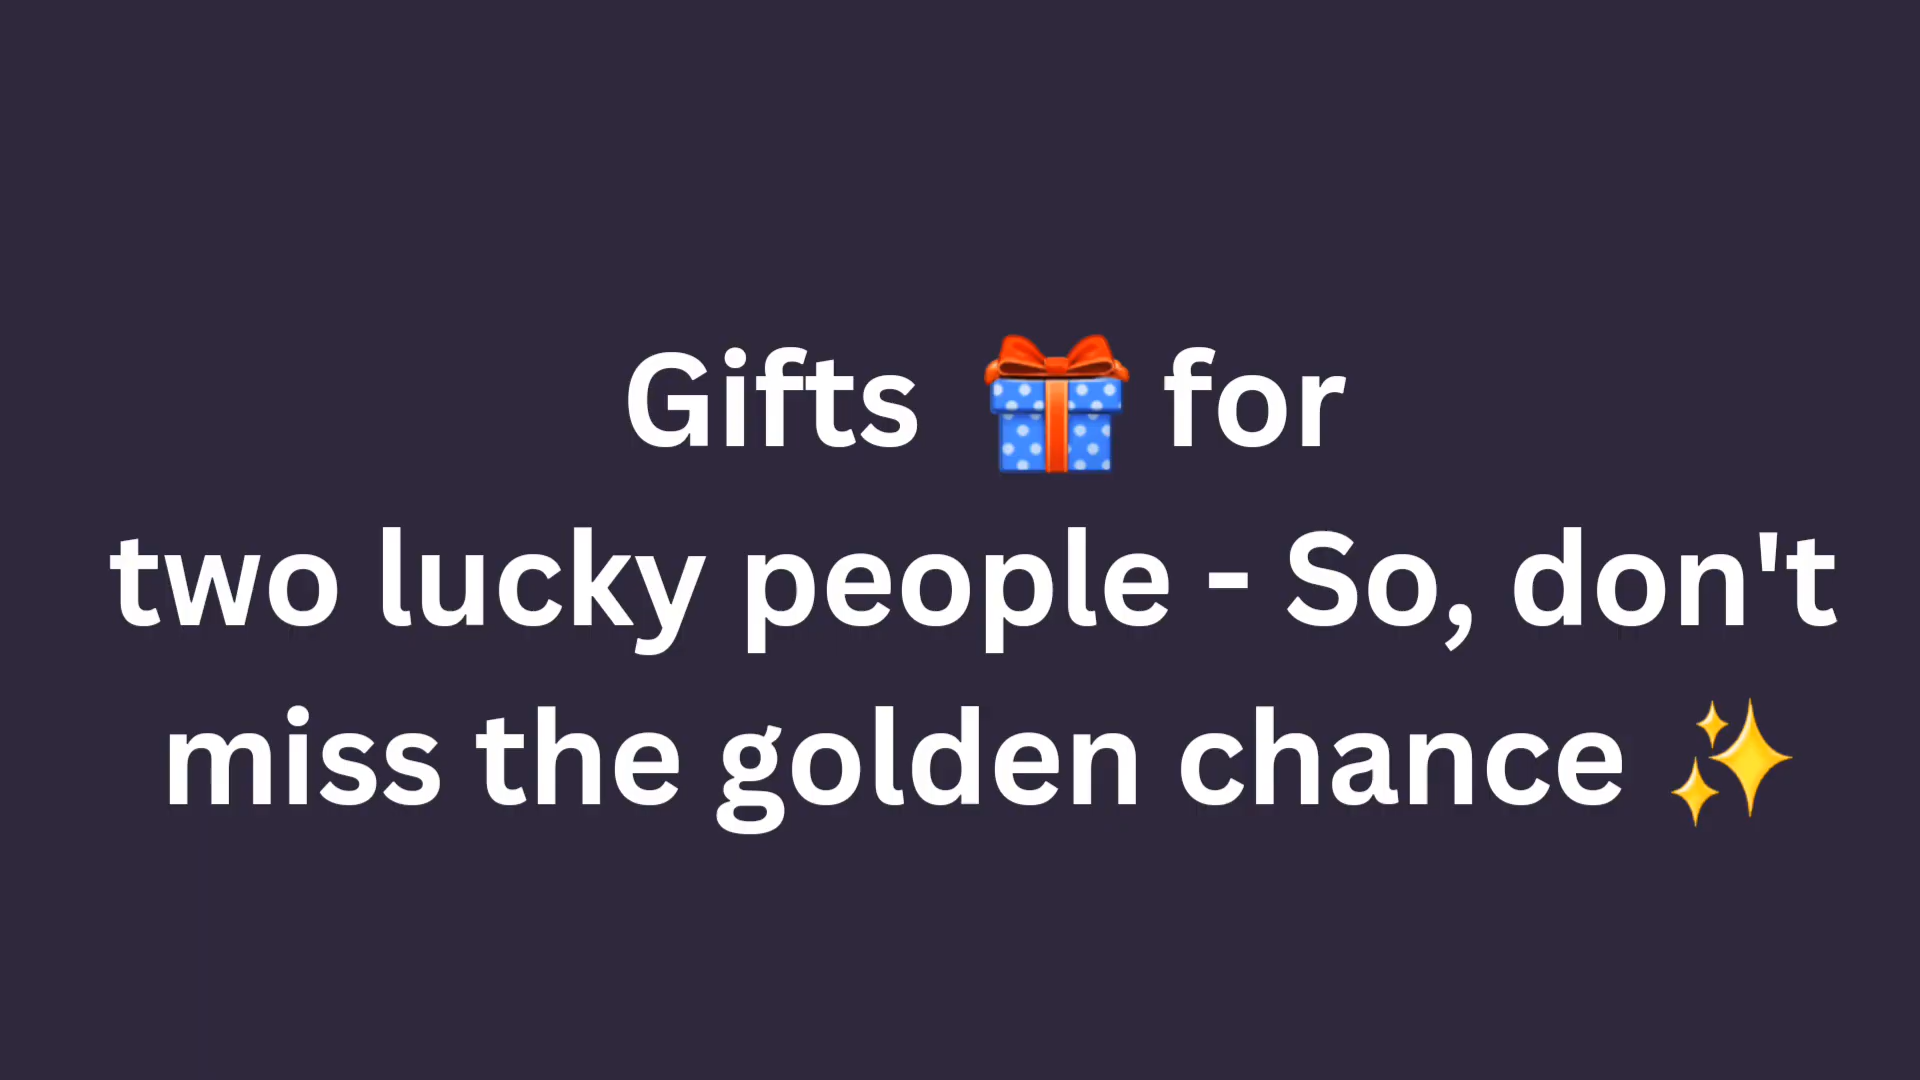 Gifts 🎁 for
two lucky people - So, don't
miss the golden chance ✨